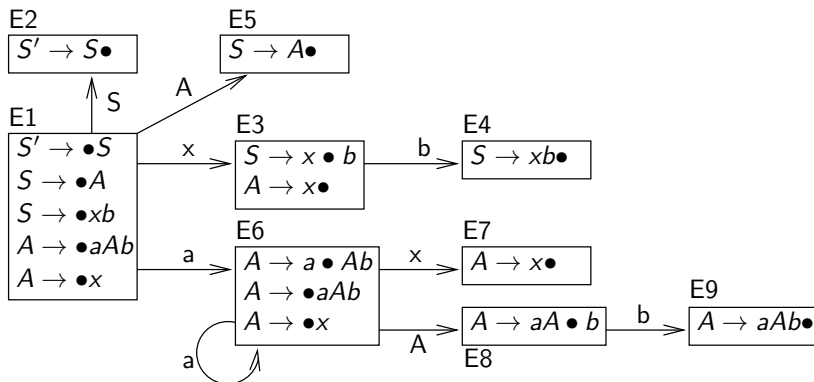 E2
S′ → S●
E5
S → A●
S
A
E1
S′ → ●S
S → ●A
S → ●xb
A → ●aAb
A → ●x
x
E3
S → x ● b
A → x●
b
E4
S → xb●
a
E6
A → a ● Ab
A → ●aAb
A → ●x
a
x
E7
A → x●
A
A → aA ● b
E8
b
E9
A → aAb●